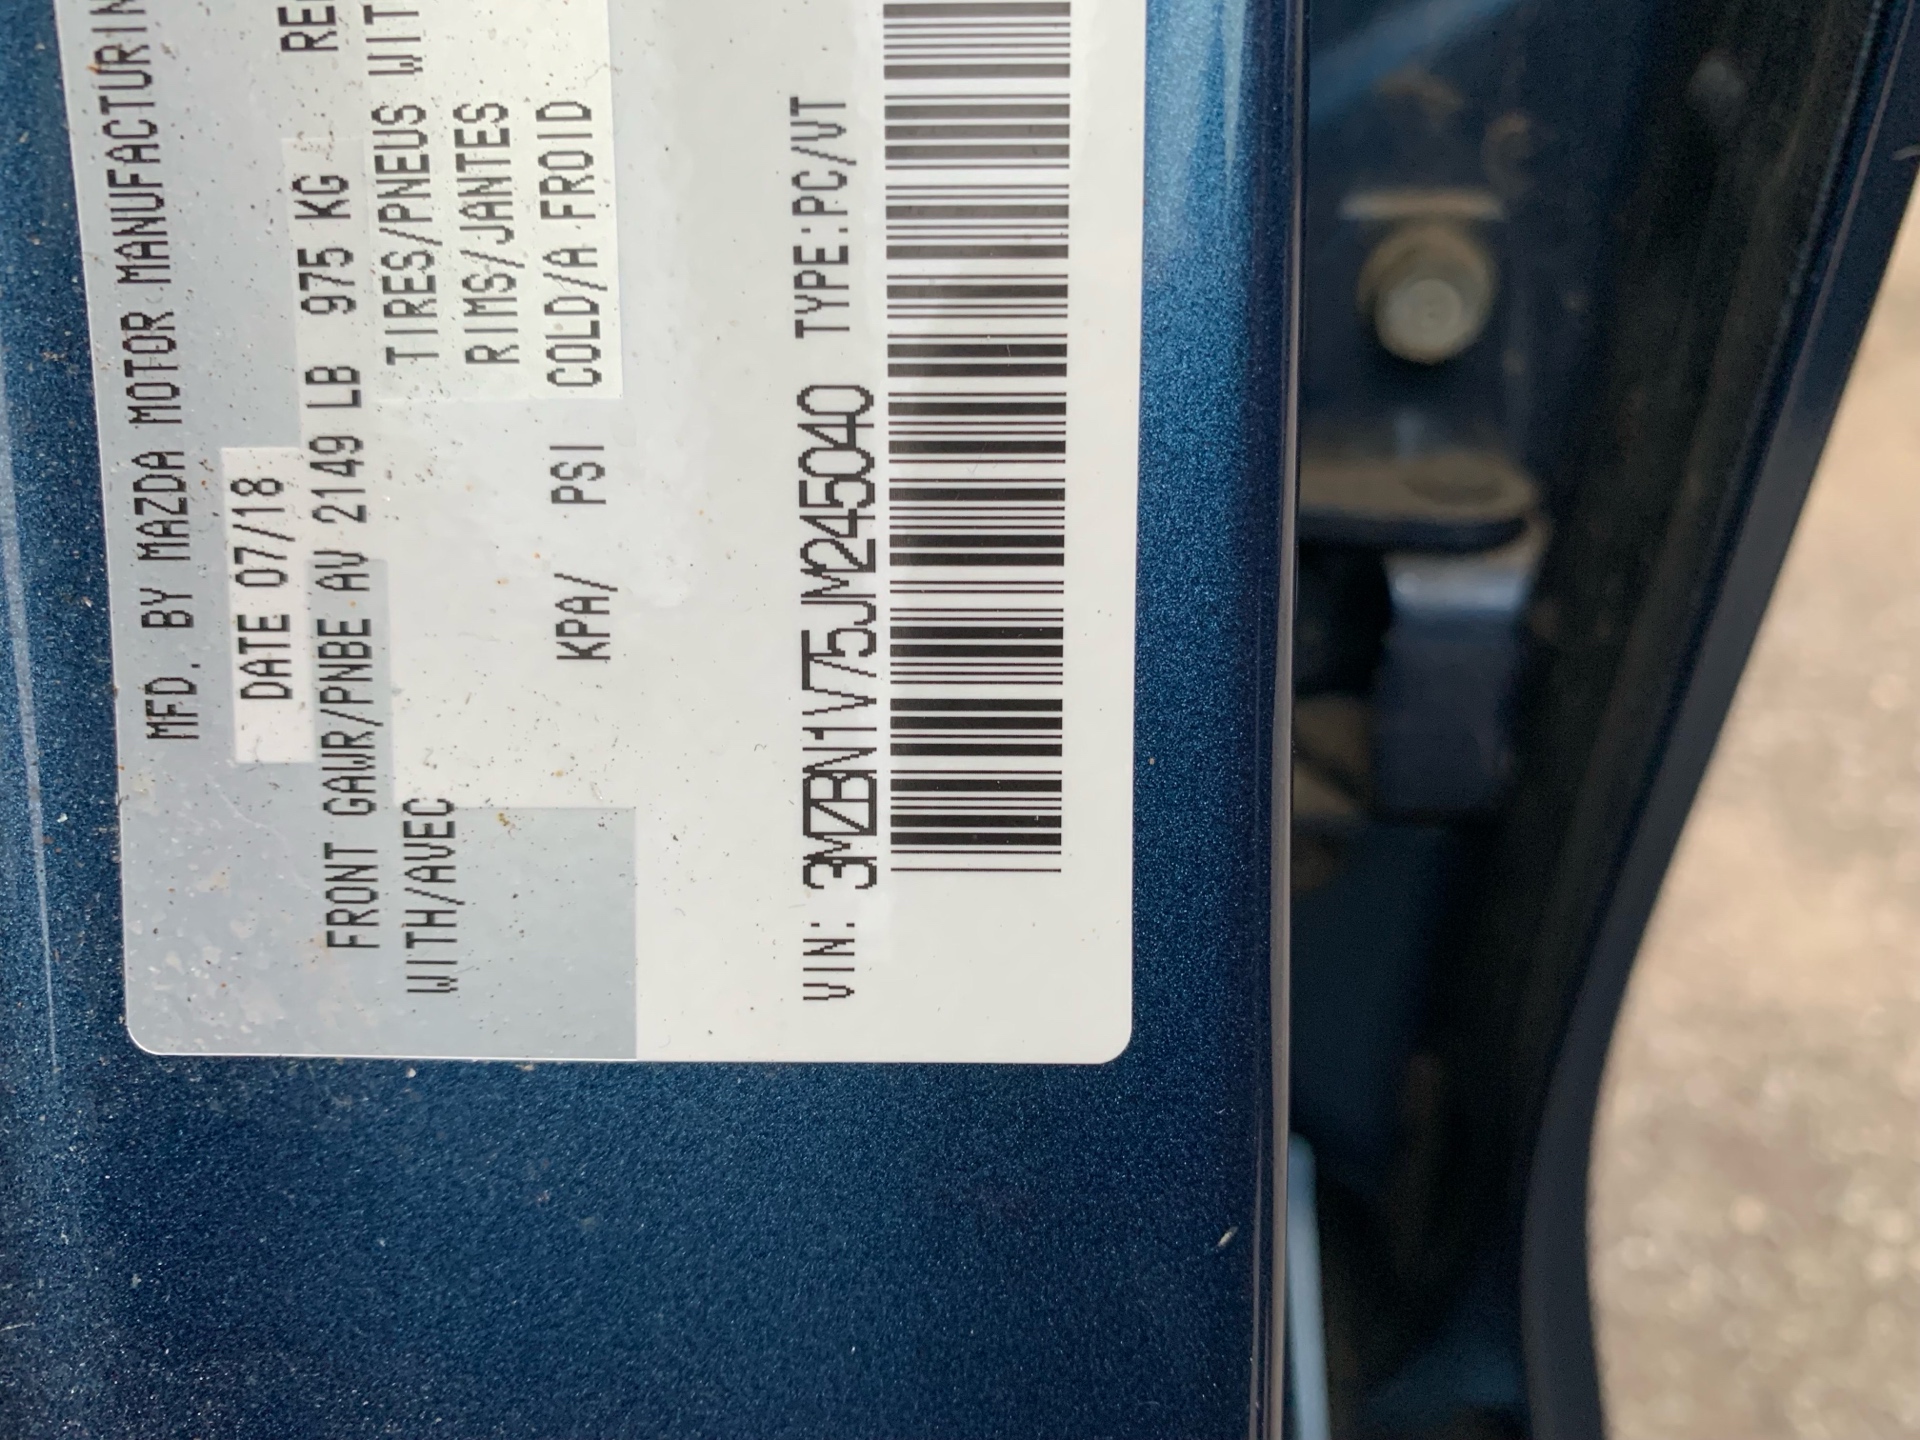 MFD. BY MAZDA MOTOR MANUFACTURIN
DATE 07/18
FRONT GAWR/PNBE AV 2149 LB 975 KG
WITH/AVEC TIRES/PNEUS WIT
RIMS/JANTES
KPA/ PSI COLD/A FROID
VIN: 3MZBN1V75JM245040 TYPE:PC/VT